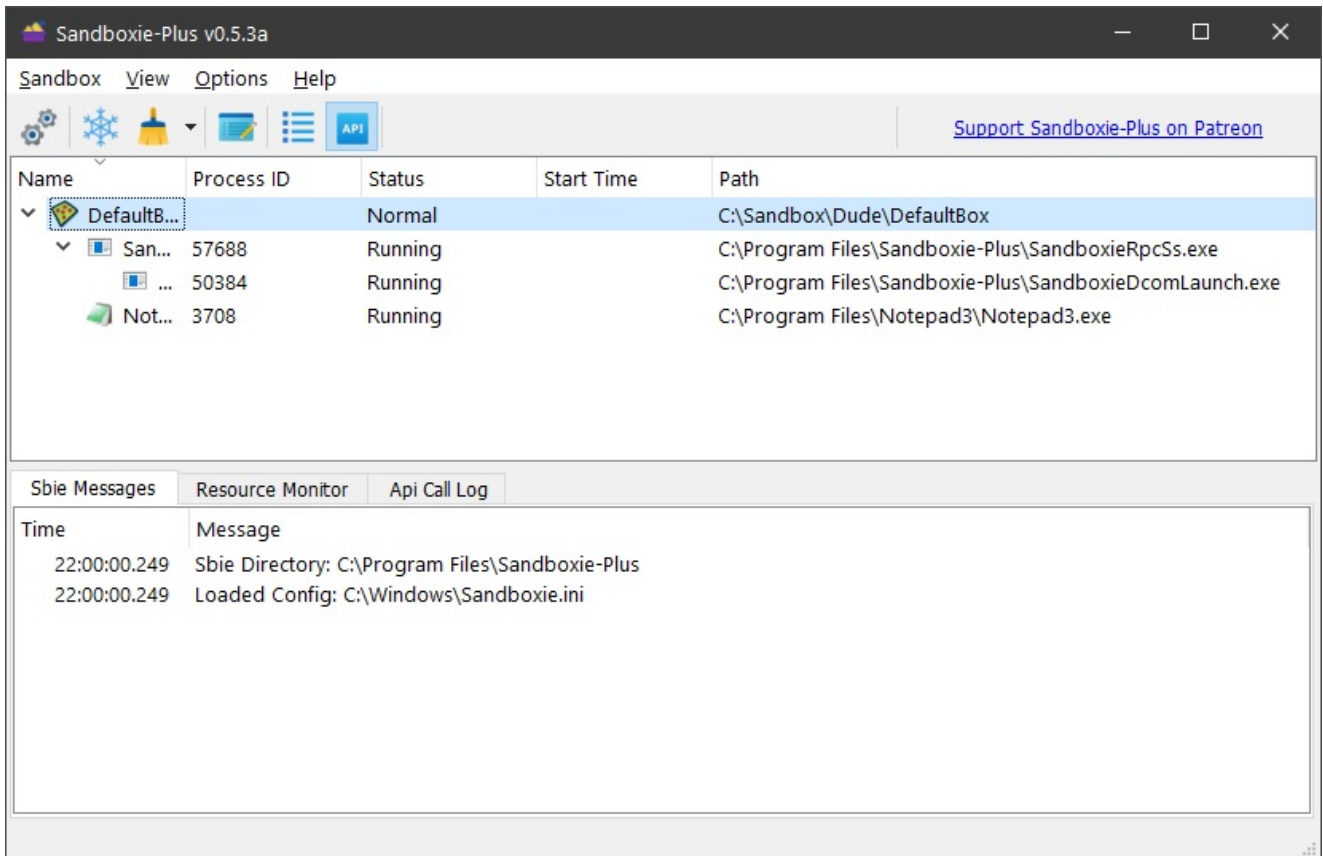 Sandboxie-Plus v0.5.3a
Sandbox View Options Help
API Support Sandboxie-Plus on Patreon
Name Process ID Status Start Time Path
DefaultB... Normal C:\Sandbox\Dude\DefaultBox
San... 57688 Running C:\Program Files\Sandboxie-Plus\SandboxieRpcSs.exe
... 50384 Running C:\Program Files\Sandboxie-Plus\SandboxieDcomLaunch.exe
Not... 3708 Running C:\Program Files\Notepad3\Notepad3.exe
Sbie Messages Resource Monitor Api Call Log
Time Message
22:00:00.249 Sbie Directory: C:\Program Files\Sandboxie-Plus
22:00:00.249 Loaded Config: C:\Windows\Sandboxie.ini